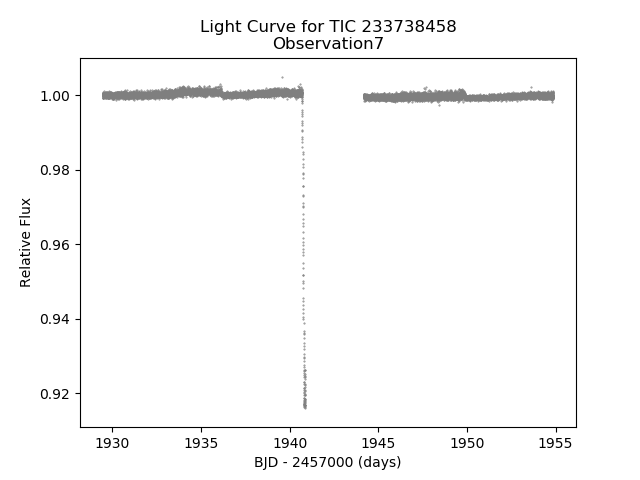 Light Curve for TIC 233738458
Observation7
1.00
0.98
0.96
0.94
0.92
Relative Flux
1930
1935
1940
1945
1950
1955
BJD - 2457000 (days)